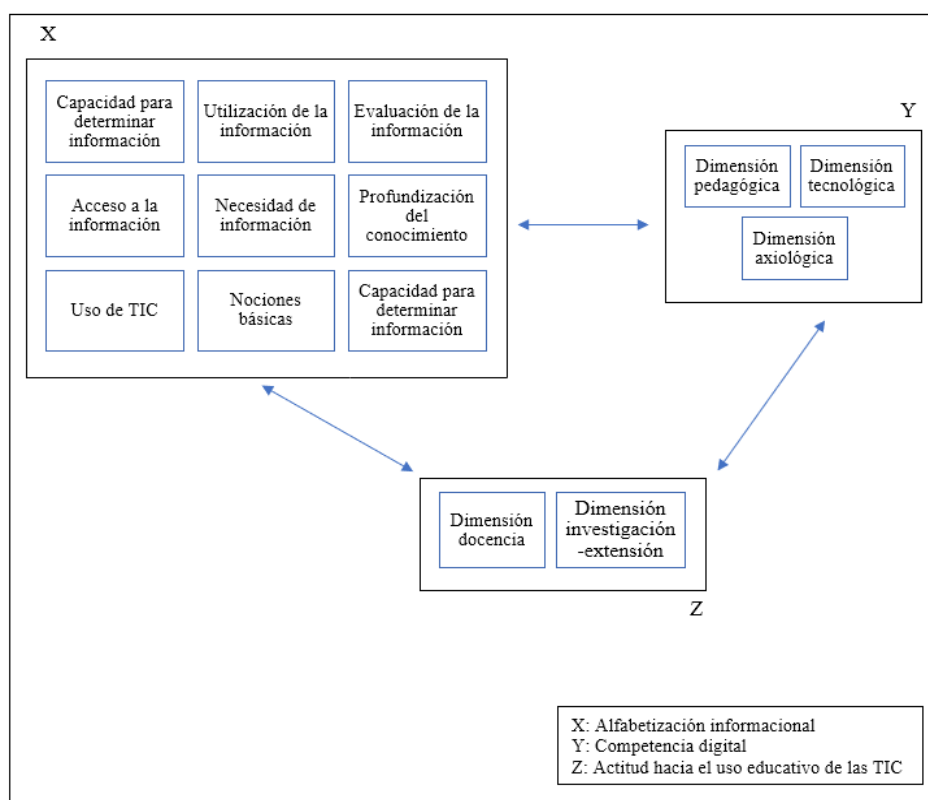 X
Capacidad para
determinar
información
Utilización de la
información
Evaluación de la
información
Acceso a la
información
Necesidad de
información
Profundización
del
conocimiento
Uso de TIC
Nociones
básicas
Capacidad para
determinar
información
Y
Dimensión
pedagógica
Dimensión
tecnológica
Dimensión
axiológica
Dimensión
docencia
Dimensión
investigación
-extensión
Z
X: Alfabetización informacional
Y: Competencia digital
Z: Actitud hacia el uso educativo de las TIC